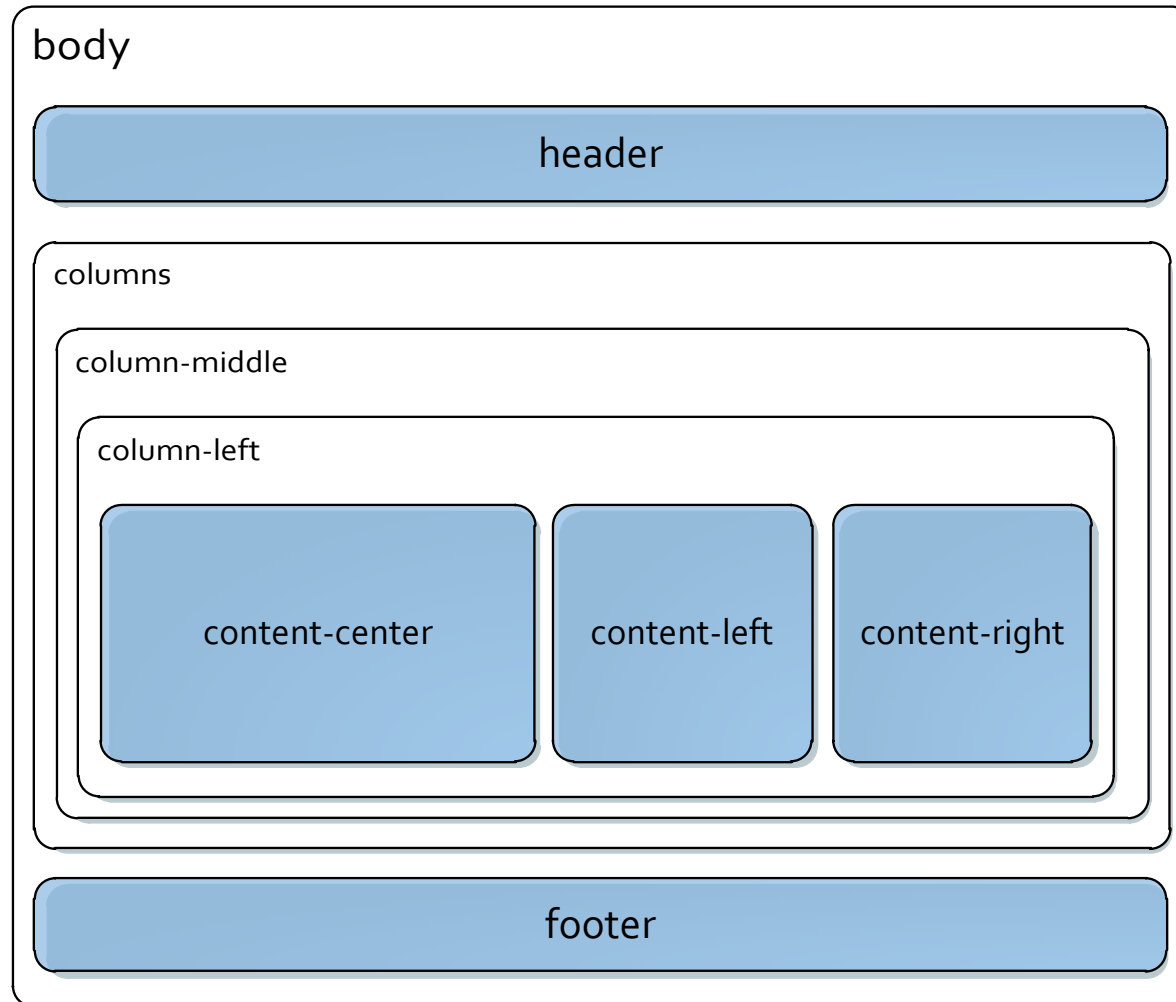 body
header
columns
column-middle
column-left
content-center content-left content-right
footer